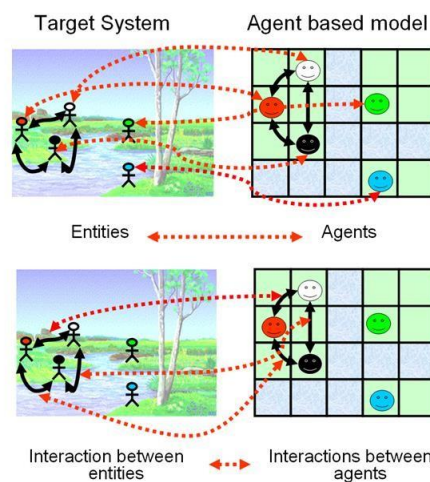 Target System
Agent based model
Entities
Agents
Interaction between
entities
Interactions between
agents